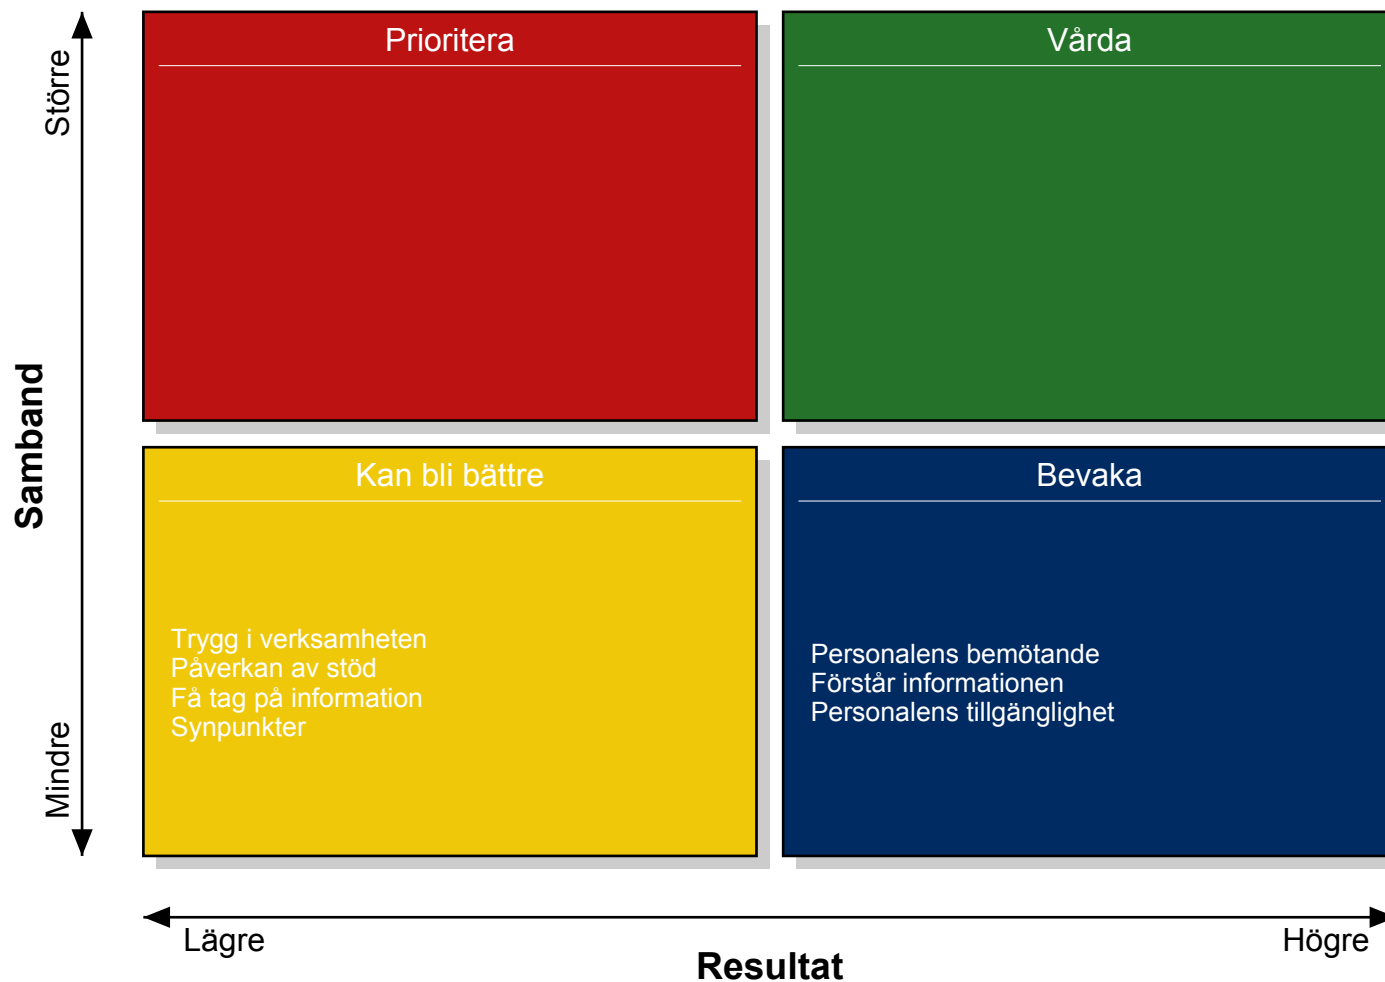 Större
Prioritera
Vårda
Samband
Kan bli bättre
Bevaka
Trygg i verksamheten
Påverkan av stöd
Få tag på information
Synpunkter
Personalens bemötande
Förstår informationen
Personalens tillgänglighet
Mindre
Lägre
Högre
Resultat